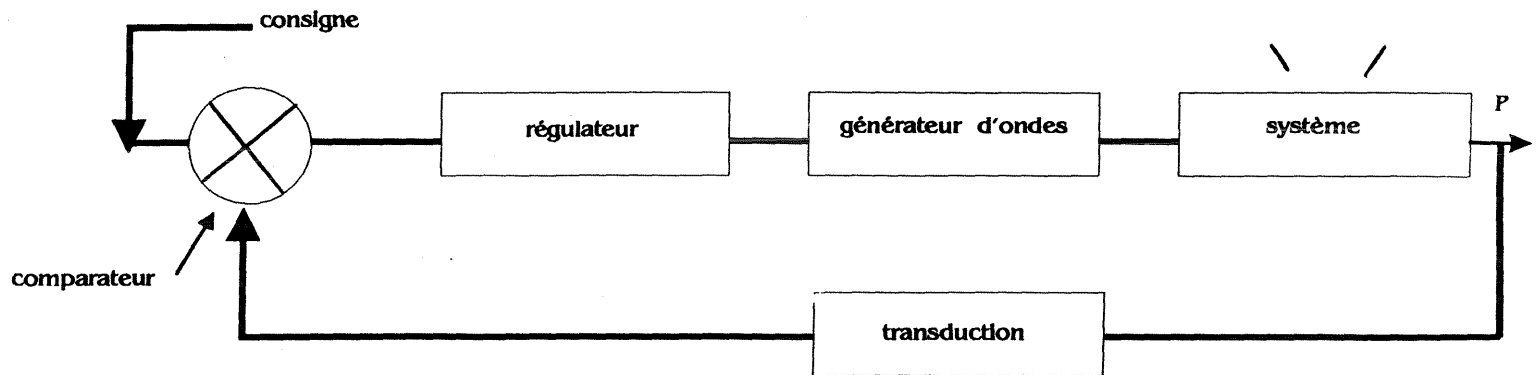 consigne
régulateur
générateur d'ondes
système
P
comparateur
transduction